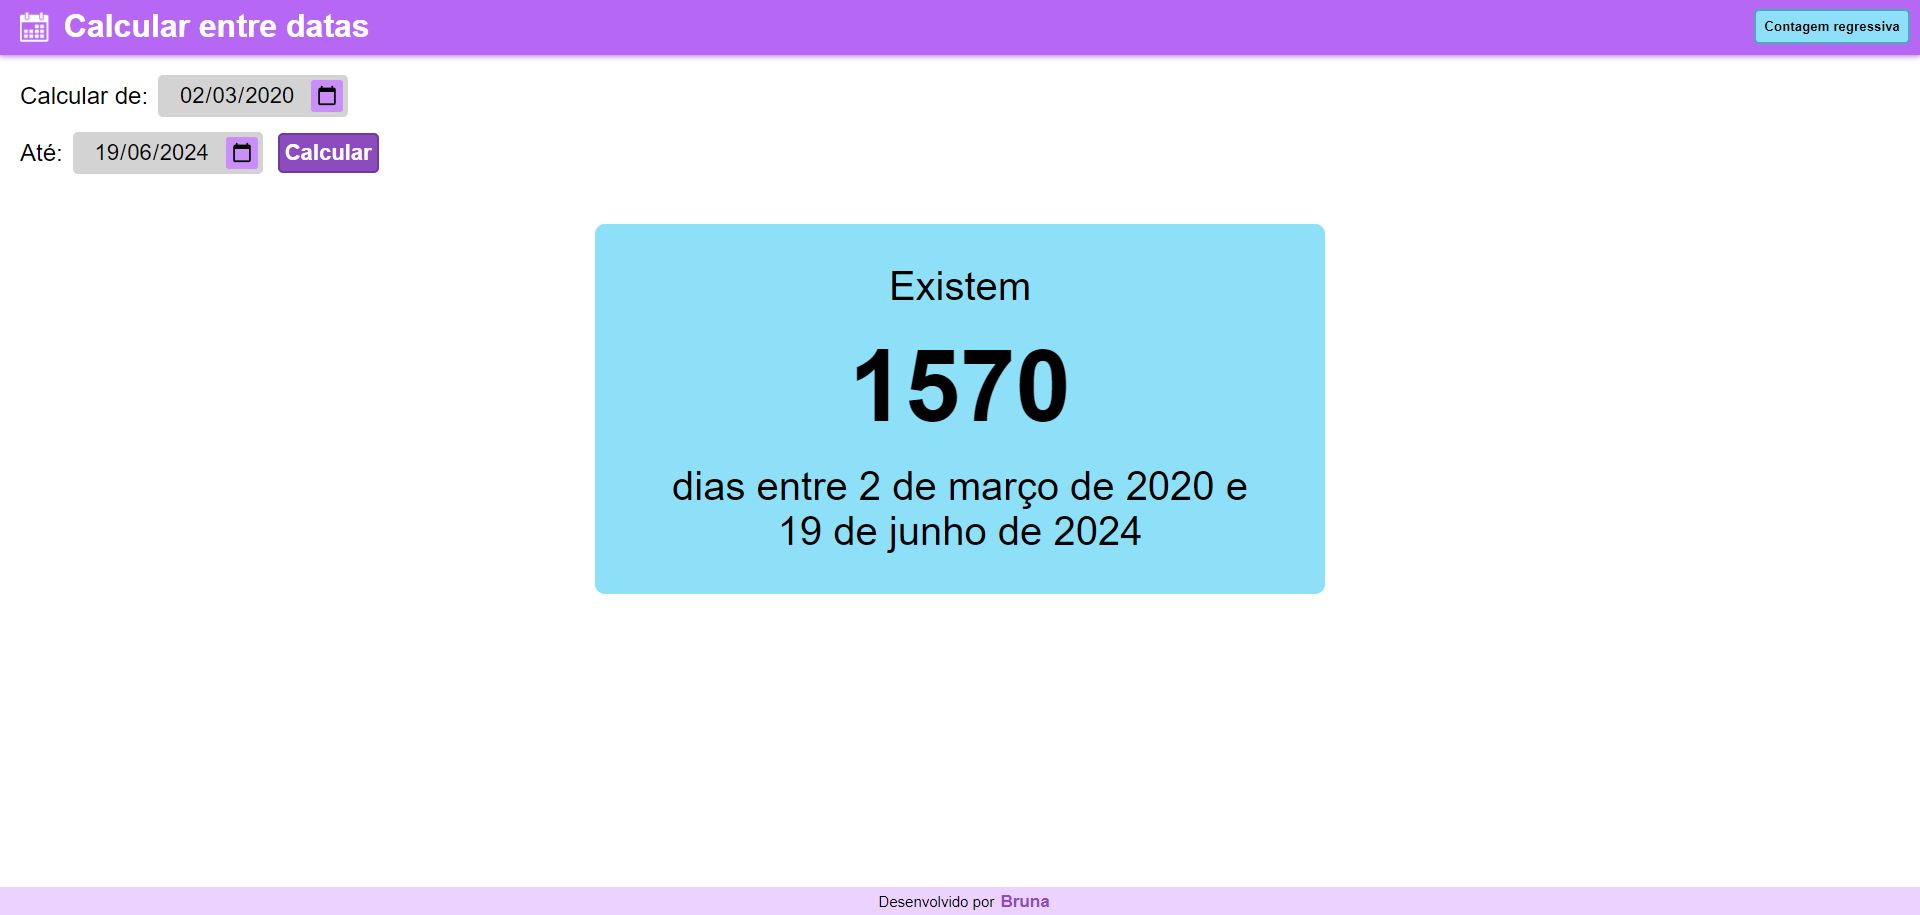 Calcular entre datas
Contagem regressiva
Calcular de: 02/03/2020
Até: 19/06/2024 Calcular
Existem
1570
dias entre 2 de março de 2020 e
19 de junho de 2024
Desenvolvido por Bruna